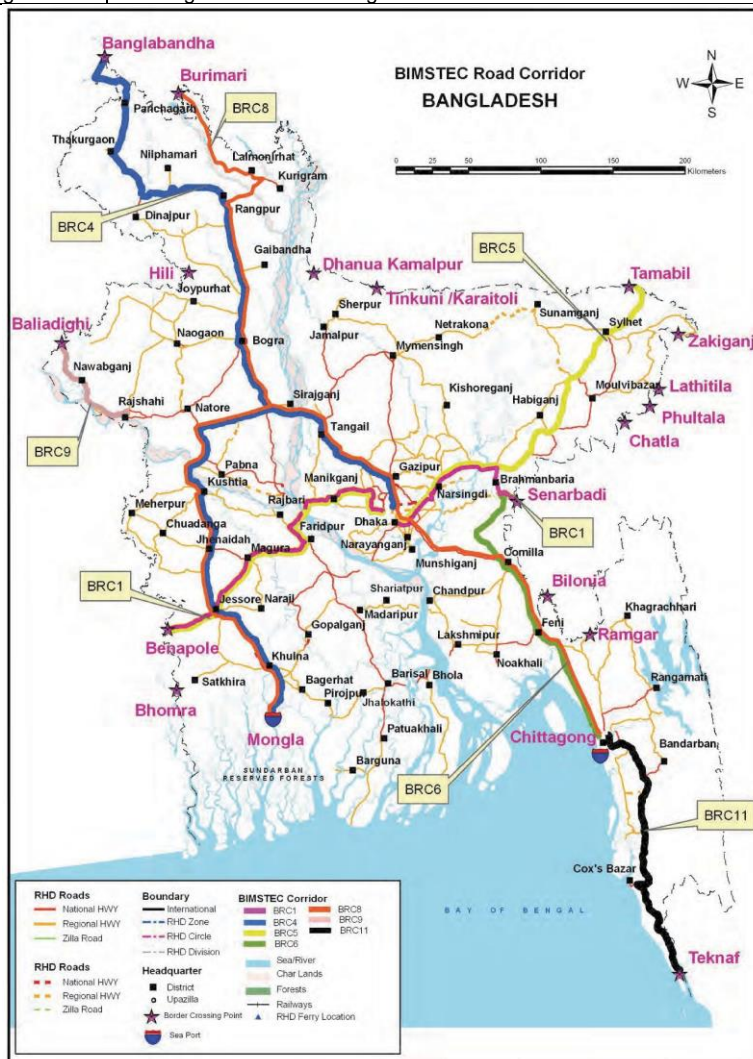 BIMSTEC Road Corridor
BANGLADESH
N
W E
S
0 50 100 150 200
Kilometers
Banglabandha
Burimari
BRC8
Panchagarh
Thakurgaon
Nilphamari
Lalmonirhat
Kurigram
Rangpur
BRC4
Dinajpur
Gaibandha
BRC5
Hili
Dhanua Kamalpur
Tamabil
Joypurhat
Tinkuni /Karaitoli
Sherpur
Sunamganj
Baliadighi
Naogaon
Jamalpur
Netrakona
Sylhet
Zakiganj
Bogra
Mymensingh
Nawabganj
Kishoreganj
Moulvibazar
Lathitila
Rajshahi
Natore
Sirajganj
Habiganj
Phultala
Chatla
BRC9
Tangail
Pabna
Gazipur
Kushtia
Manikganj
Narsingdi
Brahmanbaria
Senarbadi
Meherpur
Rajbari
Chuadanga
Faridpur
Dhaka
BRC1
Jhenaidah
Magura
Narayanganj
Comilla
Munshiganj
BRC1
Shariatpur
Chandpur
Bilonia
Jessore
Narail
Madaripur
Khagrachhari
Benapole
Gopalganj
Lakshmipur
Feni
Ramgar
Khulna
Noakhali
Satkhira
Bagerhat
Barisal
Bhola
Rangamati
Bhomra
Pirojpur
Jhalokathi
Mongla
Patuakhali
Chittagong
Bandarban
SUNDARBAN
RESERVED FORESTS
Barguna
BRC6
BRC11
Cox's Bazar
BAY OF BENGAL
Teknaf
RHD Roads
National HWY
Regional HWY
Zilla Road
RHD Roads
National HWY
Regional HWY
Zilla Road
Boundary
International
RHD Zone
RHD Circle
RHD Division
Headquarter
District
Upazilla
Border Crossing Point
Sea Port
BIMSTEC Corridor
BRC1
BRC4
BRC5
BRC6
BRC8
BRC9
BRC11
Sea/River
Char Lands
Forests
Railways
RHD Ferry Location